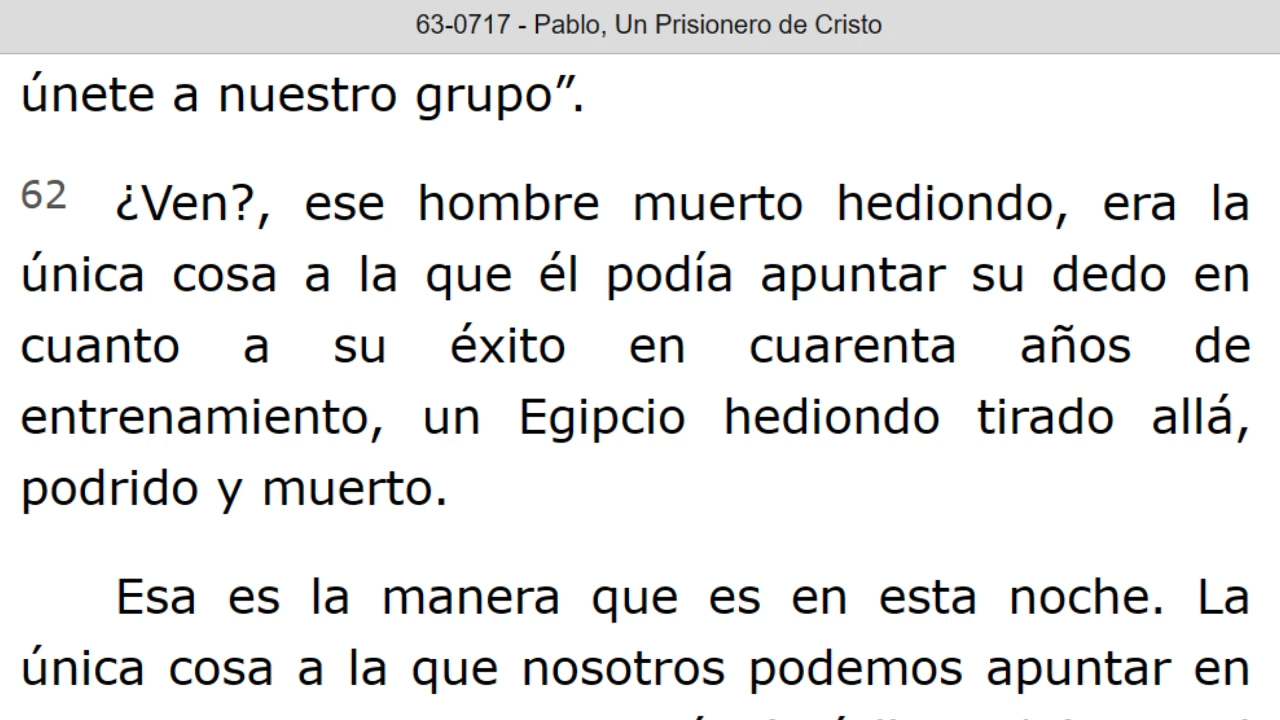 63-0717 - Pablo, Un Prisionero de Cristo
únete a nuestro grupo”.
62 ¿Ven?, ese hombre muerto hediondo, era la
única cosa a la que él podía apuntar su dedo en
cuanto a su éxito en cuarenta años de
entrenamiento, un Egipcio hediondo tirado allá,
podrido y muerto.
Esa es la manera que es en esta noche. La
única cosa a la que nosotros podemos apuntar en